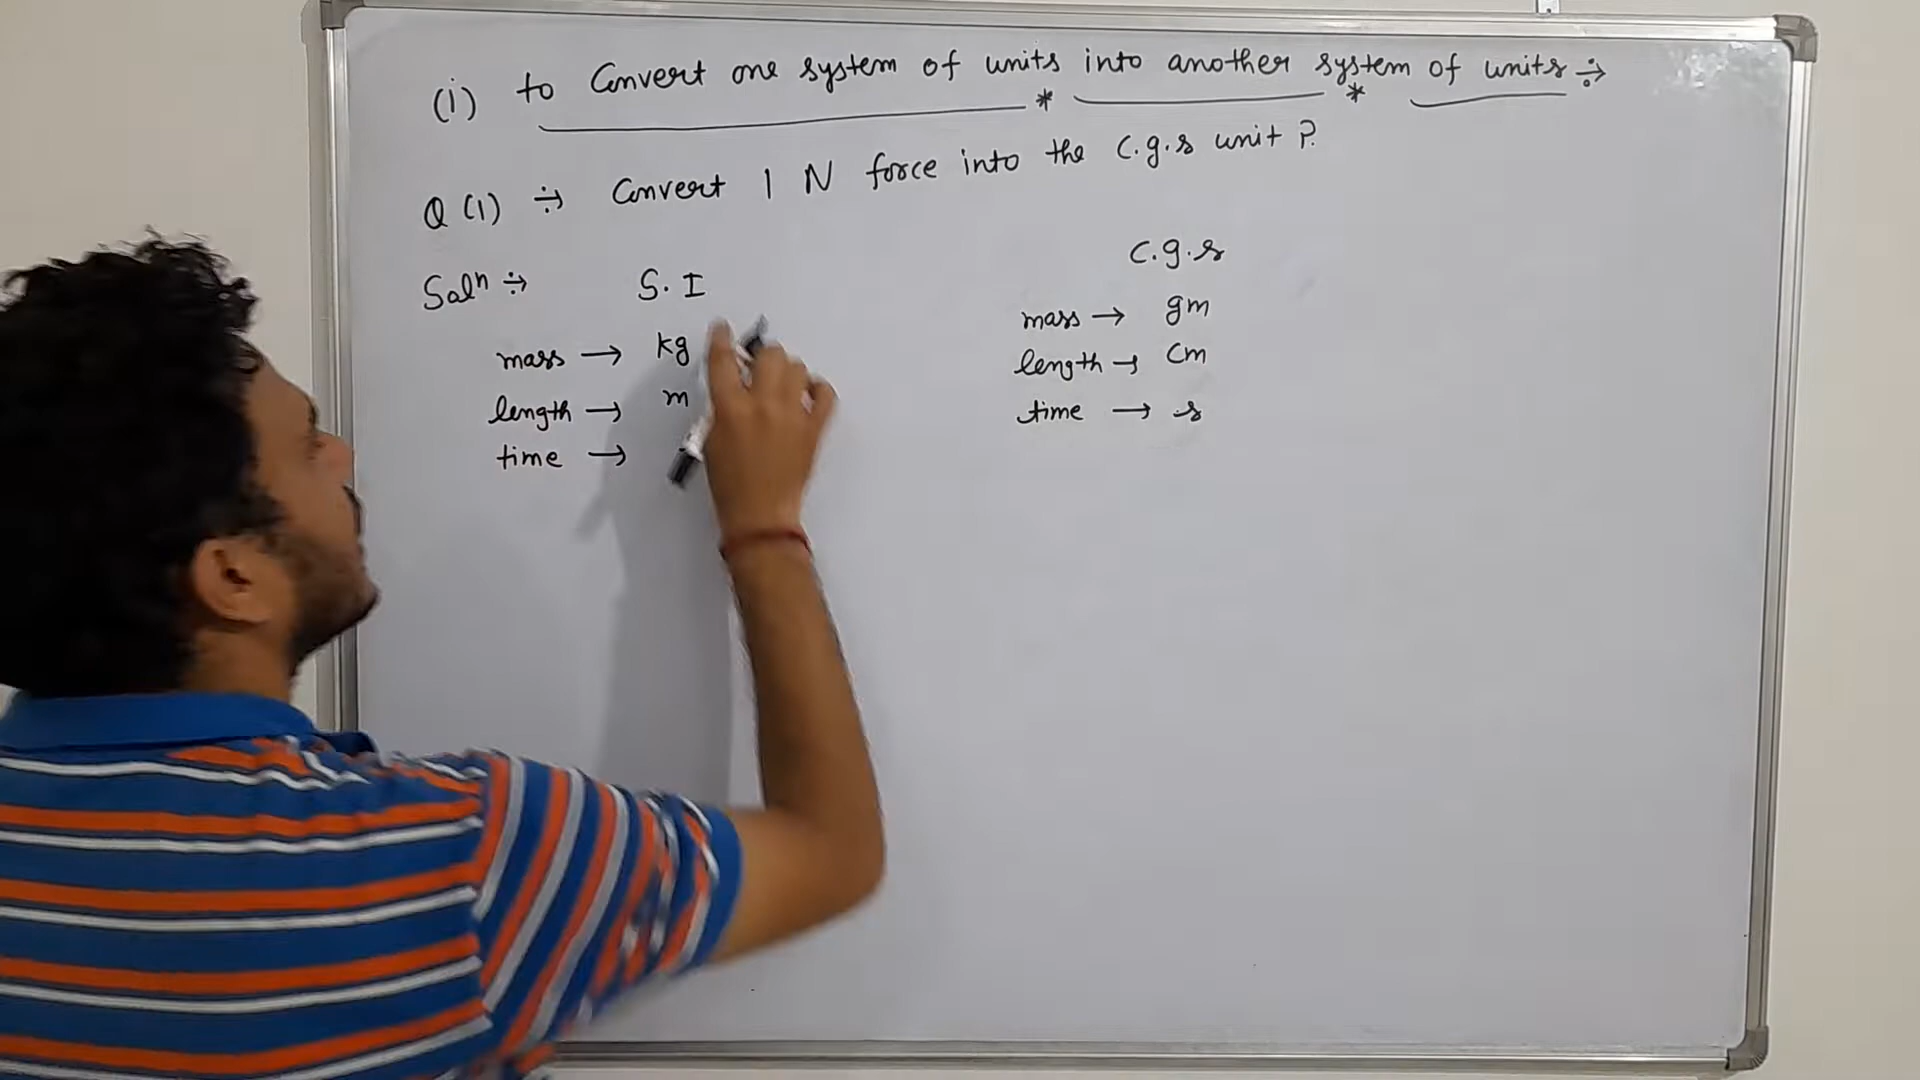 (i) to Convert one system of units into another system of units ÷
Q (1) ÷ Convert 1 N force into the C.g.s unit ?
Solⁿ ÷ S. I
mass → kg
length → m
time →
C.g.s
mass → gm
length → Cm
time → s